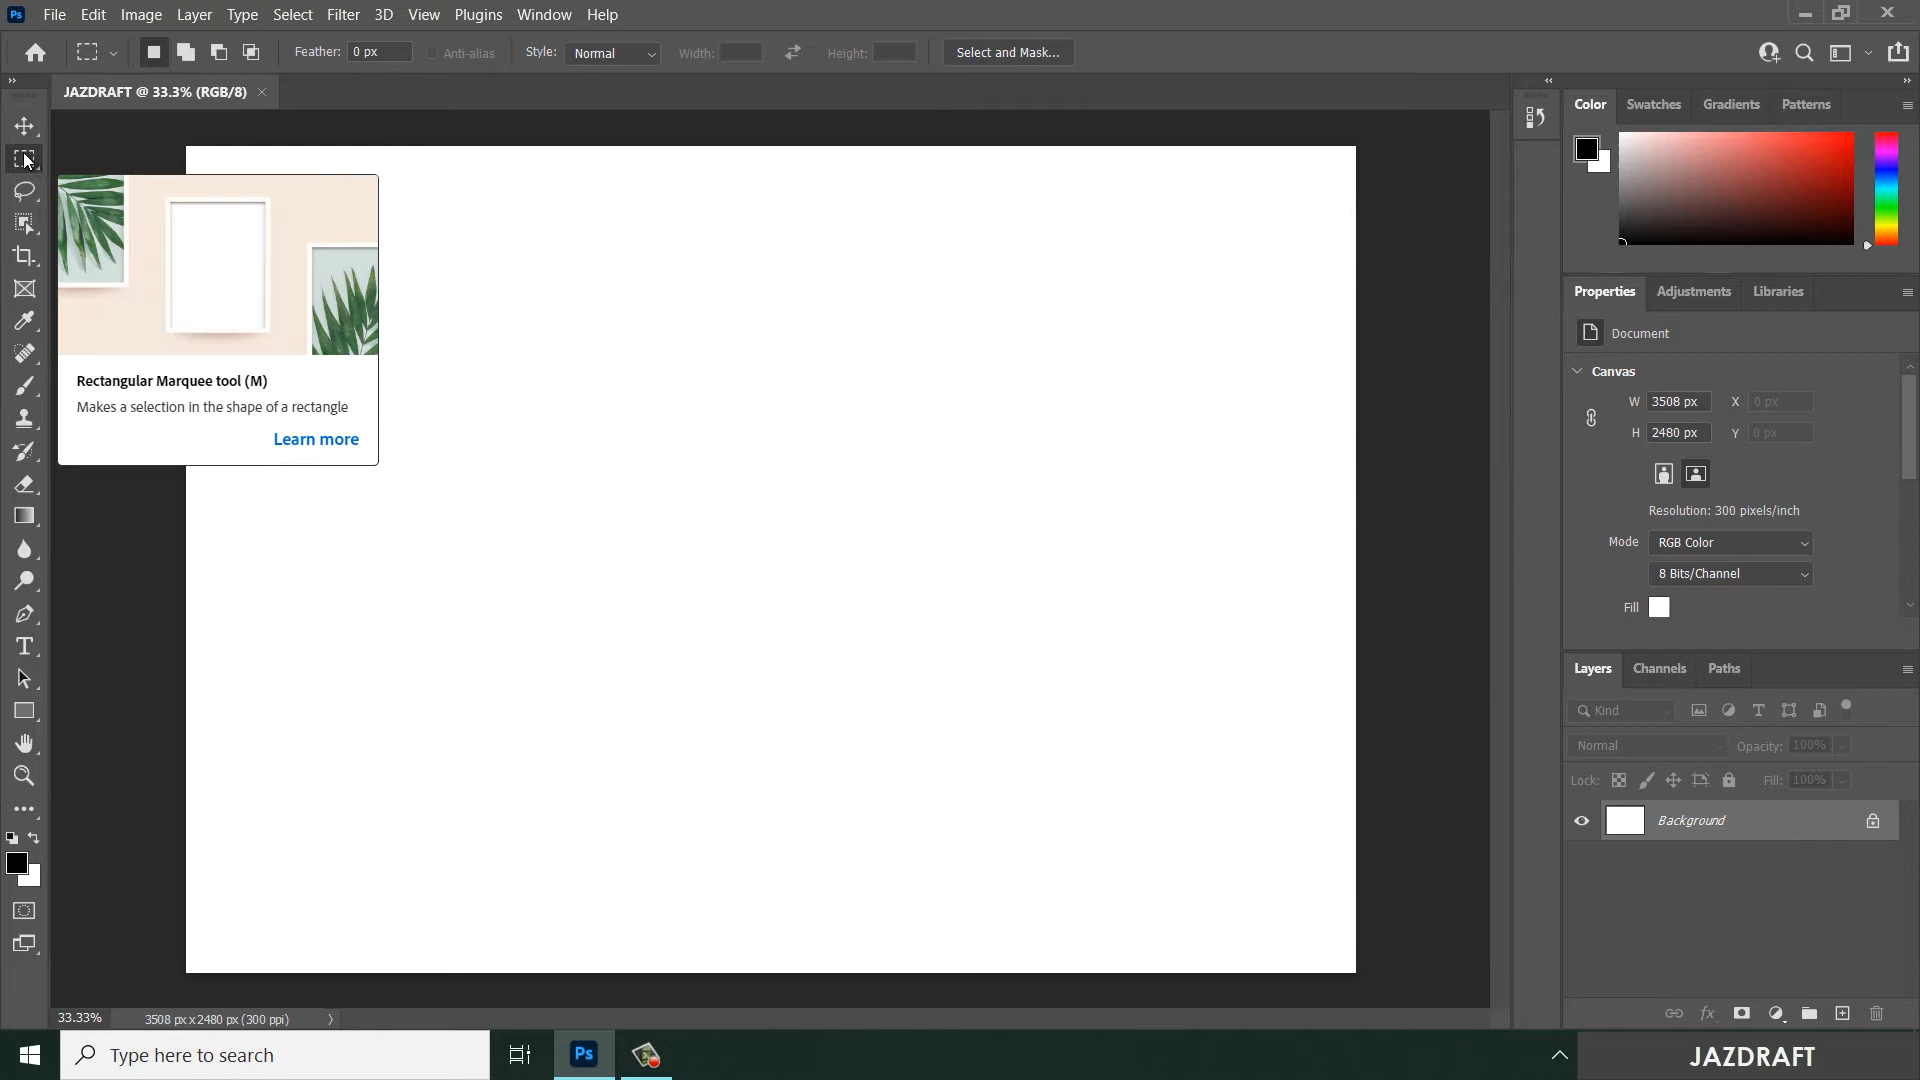 Ps File Edit Image Layer Type Select Filter 3D View Plugins Window Help
Feather: 0 px Anti-alias Style: Normal Width: Height: Select and Mask...
JAZDRAFT @ 33.3% (RGB/8)
Color Swatches Gradients Patterns
Rectangular Marquee tool (M)
Makes a selection in the shape of a rectangle
Learn more
Properties Adjustments Libraries
Document
Canvas
W 3508 px X 0 px
H 2480 px Y 0 px
Resolution: 300 pixels/inch
Mode RGB Color
8 Bits/Channel
Fill
Layers Channels Paths
Kind
Normal Opacity: 100%
Lock: Fill: 100%
Background
33.33% 3508 px x 2480 px (300 ppi)
Type here to search
Ps
JAZDRAFT